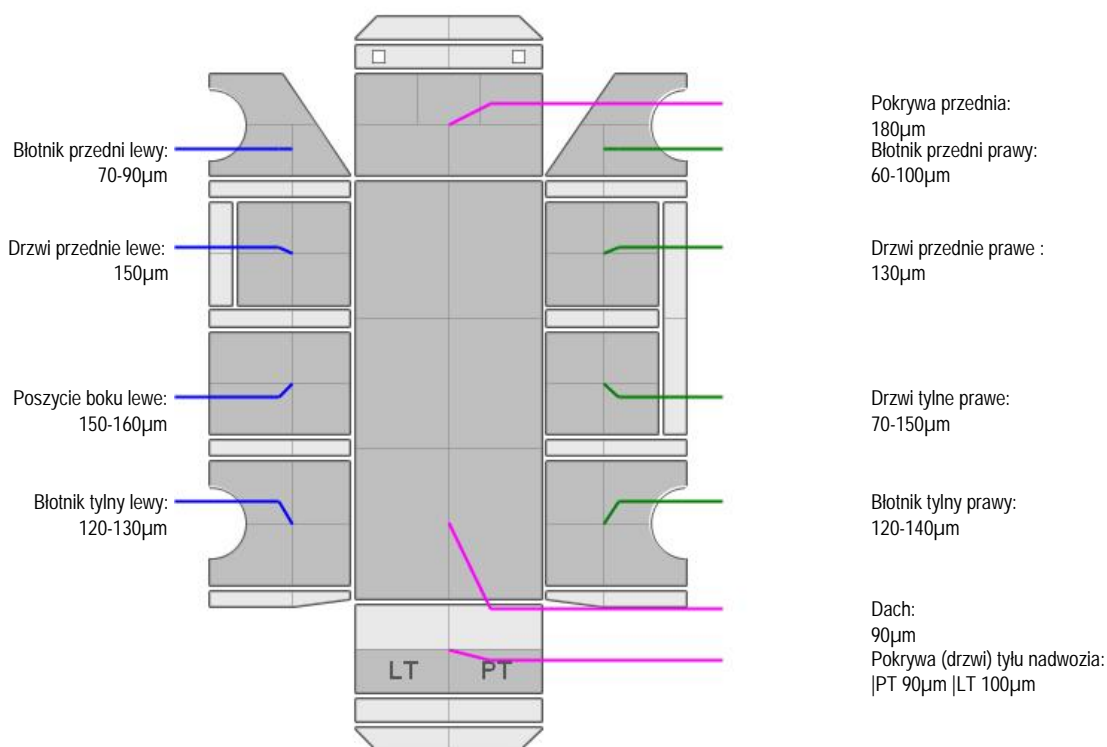 Pokrywa przednia:
180µm
Błotnik przedni lewy:
70-90µm
Błotnik przedni prawy:
60-100µm
Drzwi przednie lewe:
150µm
Drzwi przednie prawe :
130µm
Poszycie boku lewe:
150-160µm
Drzwi tylne prawe:
70-150µm
Błotnik tylny lewy:
120-130µm
Błotnik tylny prawy:
120-140µm
Dach:
90µm
Pokrywa (drzwi) tyłu nadwozia:
|PT 90µm |LT 100µm
LT PT